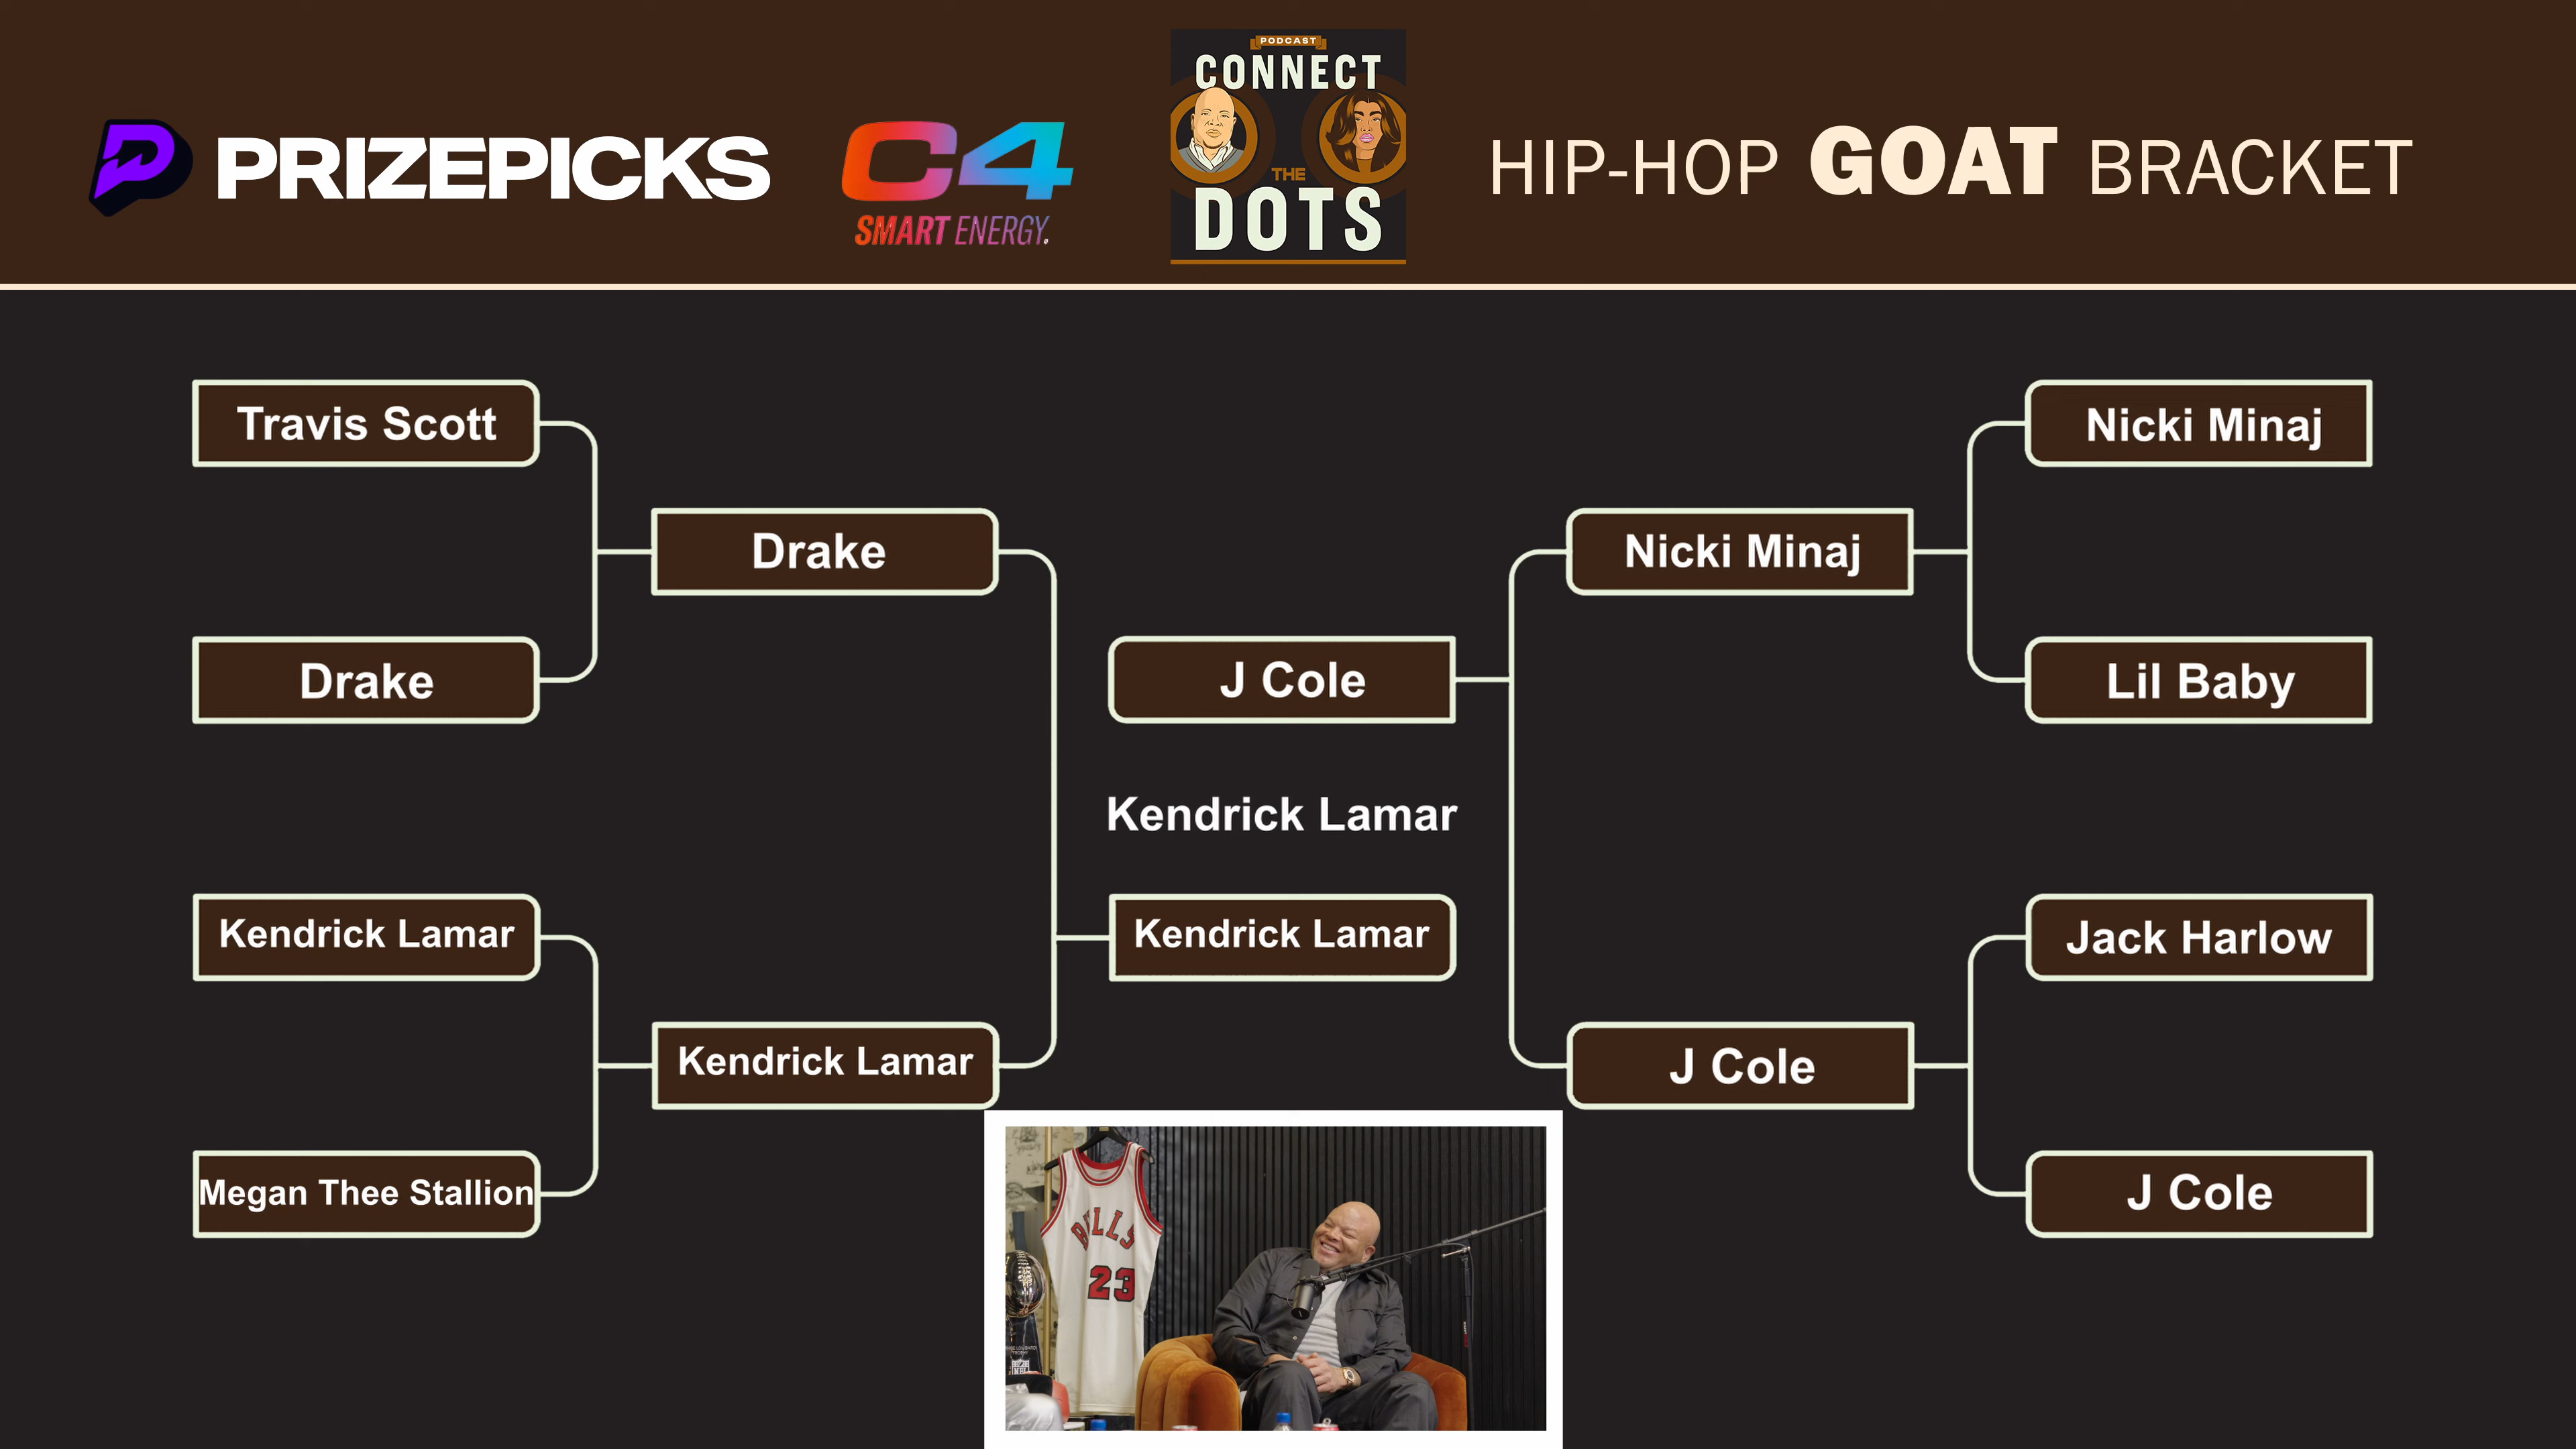 PRIZEPICKS
C4
SMART ENERGY.
PODCAST
CONNECT
THE
DOTS
HIP-HOP GOAT BRACKET
Travis Scott
Drake
Kendrick Lamar
Megan Thee Stallion
Drake
Kendrick Lamar
J Cole
Kendrick Lamar
Kendrick Lamar
Nicki Minaj
J Cole
Nicki Minaj
Lil Baby
Jack Harlow
J Cole
BULLS
23